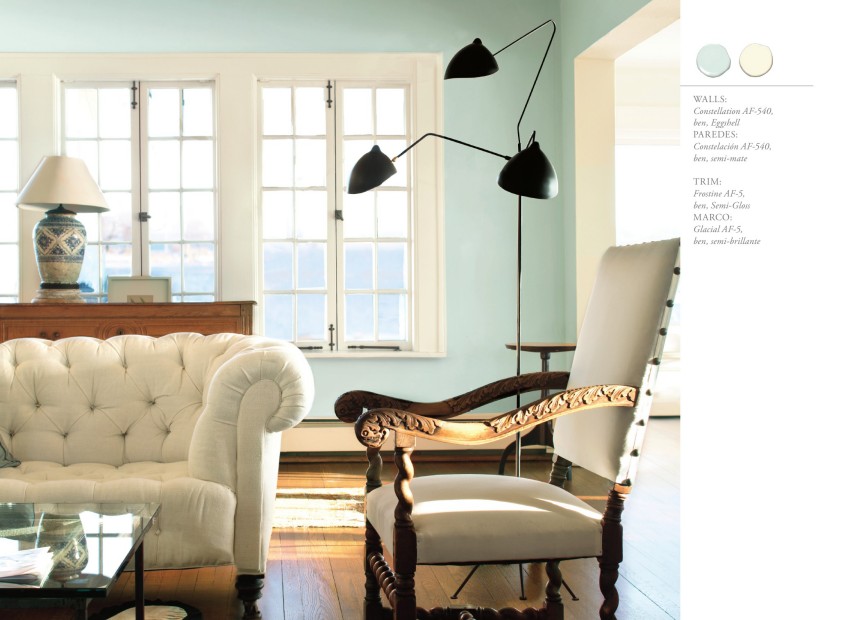 WALLS:
Constellation AF-540,
ben, Eggshell
PAREDES:
Constelación AF-540,
ben, semi-mate
TRIM:
Frostine AF-5,
ben, Semi-Gloss
MARCO:
Glacial AF-5,
ben, semi-brillante